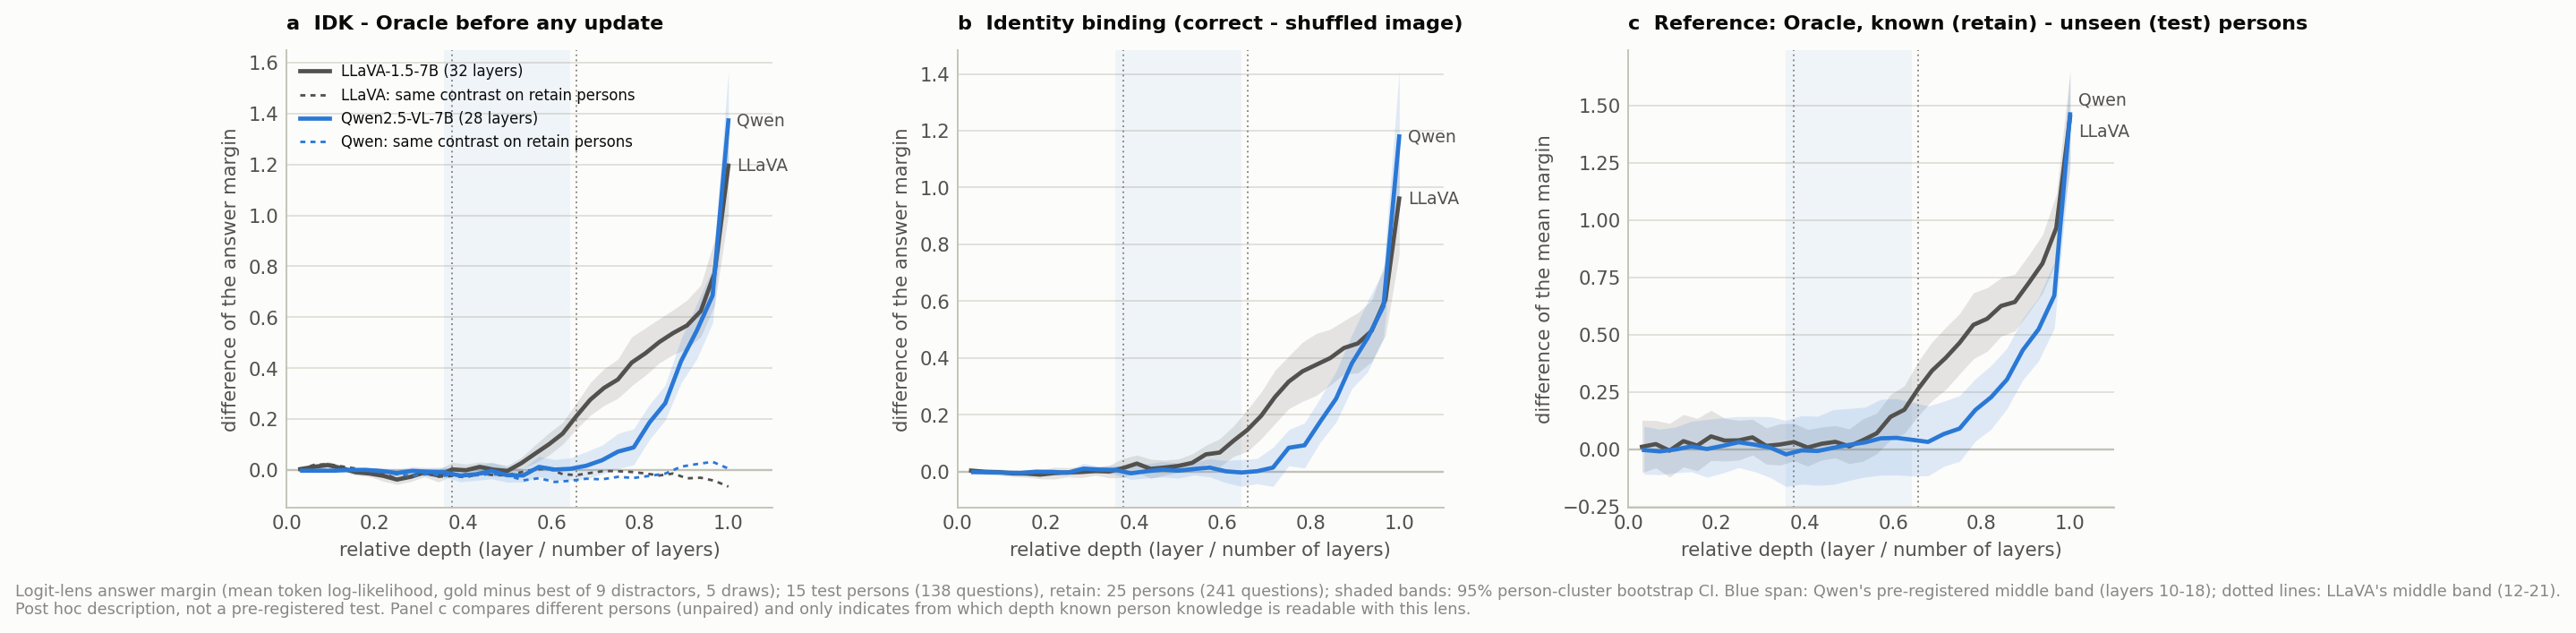 a IDK - Oracle before any update
1.6
1.4
1.2
1.0
0.8
0.6
0.4
0.2
0.0
difference of the answer margin
LLaVA-1.5-7B (32 layers)
LLaVA: same contrast on retain persons
Qwen2.5-VL-7B (28 layers)
Qwen: same contrast on retain persons
Qwen
LLaVA
0.0 0.2 0.4 0.6 0.8 1.0
relative depth (layer / number of layers)
b Identity binding (correct - shuffled image)
1.4
1.2
1.0
0.8
0.6
0.4
0.2
0.0
difference of the answer margin
Qwen
LLaVA
0.0 0.2 0.4 0.6 0.8 1.0
relative depth (layer / number of layers)
c Reference: Oracle, known (retain) - unseen (test) persons
1.50
1.25
1.00
0.75
0.50
0.25
0.00
−0.25
difference of the mean margin
Qwen
LLaVA
0.0 0.2 0.4 0.6 0.8 1.0
relative depth (layer / number of layers)
Logit-lens answer margin (mean token log-likelihood, gold minus best of 9 distractors, 5 draws); 15 test persons (138 questions), retain: 25 persons (241 questions); shaded bands: 95% person-cluster bootstrap CI. Blue span: Qwen's pre-registered middle band (layers 10-18); dotted lines: LLaVA's middle band (12-21).
Post hoc description, not a pre-registered test. Panel c compares different persons (unpaired) and only indicates from which depth known person knowledge is readable with this lens.